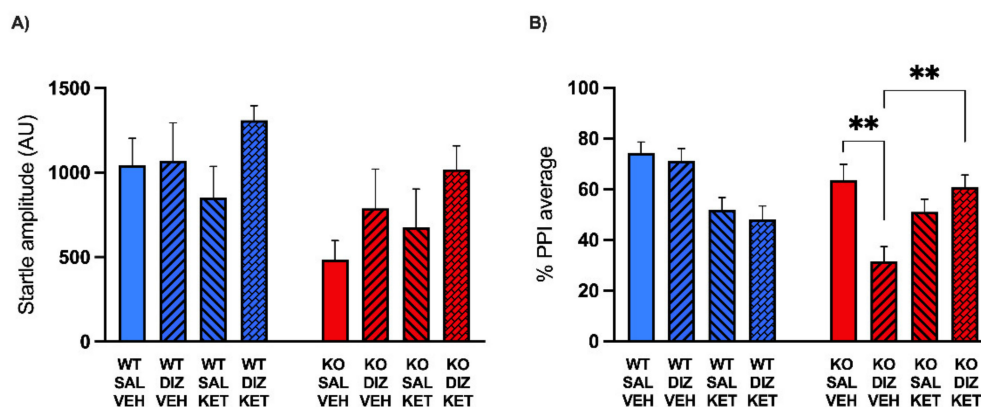 A)
B)
Startle amplitude (AU)
1500
1000
500
0
WT WT WT WT KO KO KO KO
SAL DIZ SAL DIZ SAL DIZ SAL DIZ
VEH VEH KET KET VEH VEH KET KET
% PPI average
100
80
60
40
20
0
**
**
WT WT WT WT KO KO KO KO
SAL DIZ SAL DIZ SAL DIZ SAL DIZ
VEH VEH KET KET VEH VEH KET KET